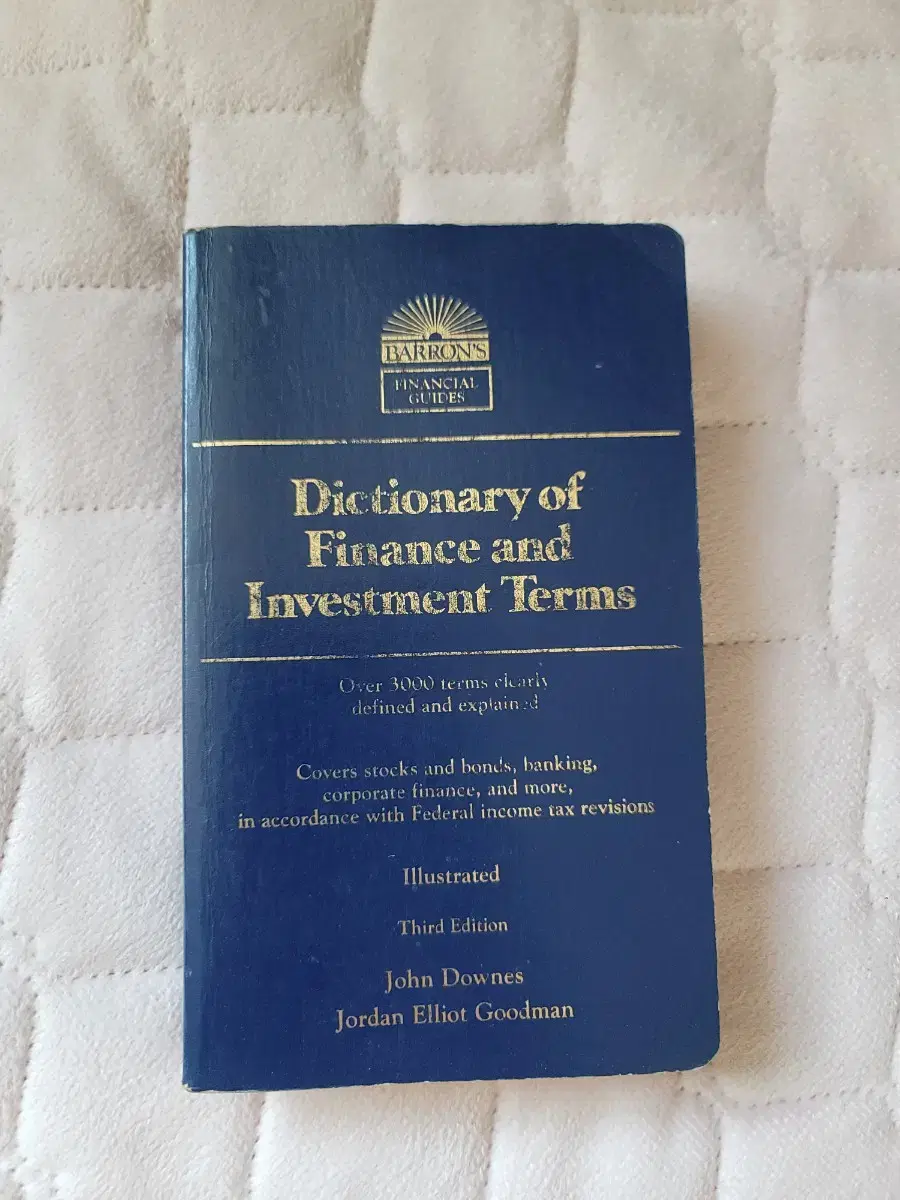 BARRON'S
FINANCIAL
GUIDES
Dictionary of
Finance and
Investment Terms
Over 3000 terms clearly
defined and explained
Covers stocks and bonds, banking,
corporate finance, and more,
in accordance with Federal income tax revisions
Illustrated
Third Edition
John Downes
Jordan Elliot Goodman